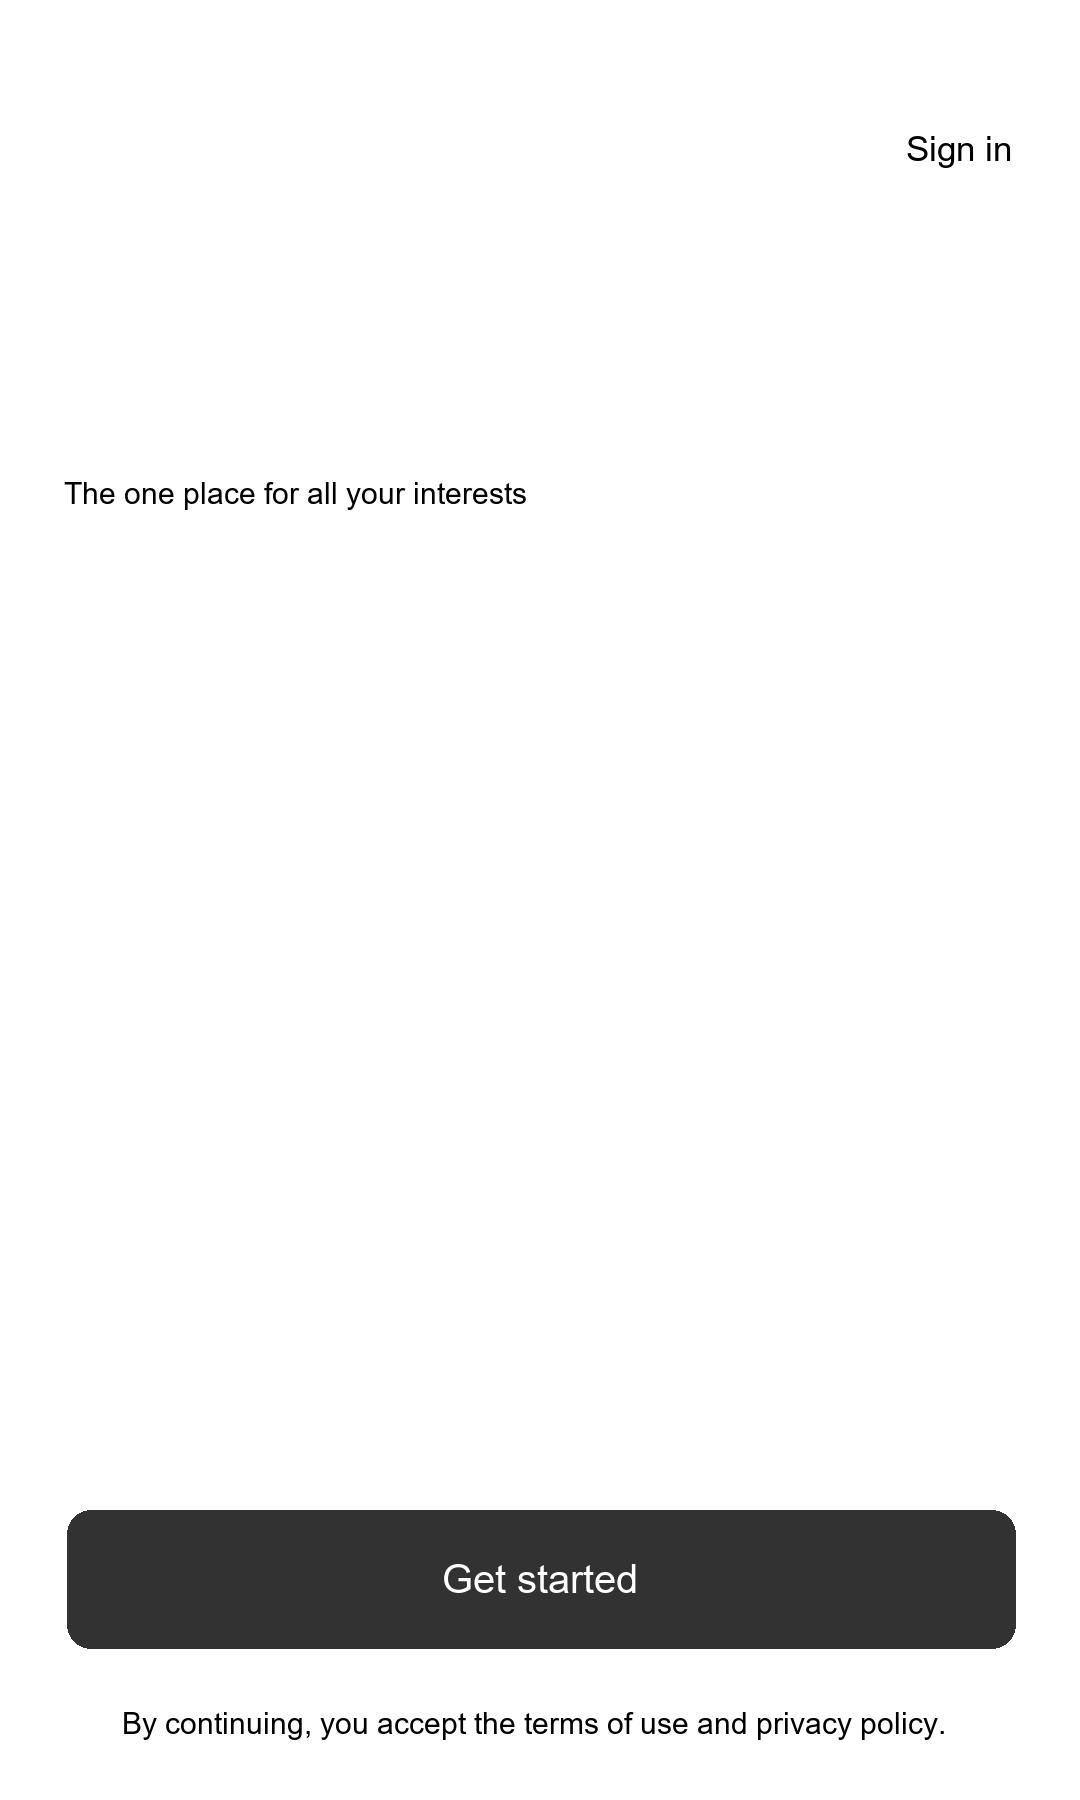 Sign in
The one place for all your interests
Get started
By continuing, you accept the terms of use and privacy policy.